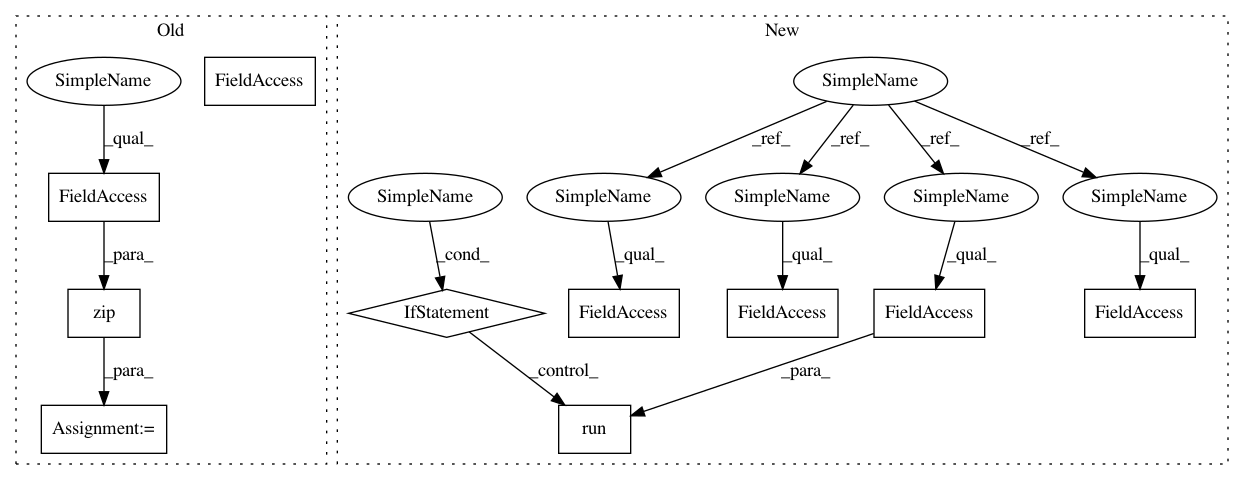 Old
New
SimpleName
FieldAccess
SimpleName
_qual_
_ref_
_ref_
_ref_
_ref_
FieldAccess
SimpleName
SimpleName
SimpleName
SimpleName
SimpleName
_para_
_cond_
_qual_
_qual_
_qual_
_qual_
zip
IfStatement
FieldAccess
FieldAccess
FieldAccess
FieldAccess
_para_
_control_
_para_
Assignment:=
run